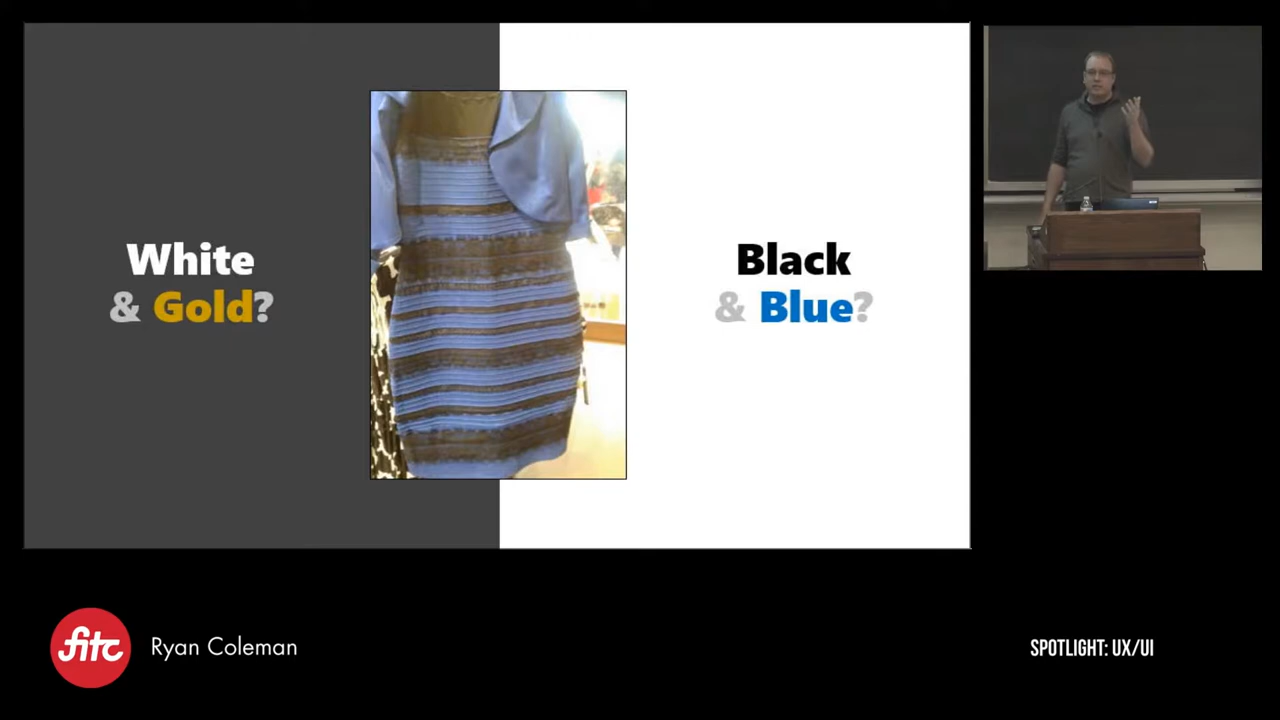 White
& Gold?
Black
& Blue?
fitc
Ryan Coleman
SPOTLIGHT: UX/UI